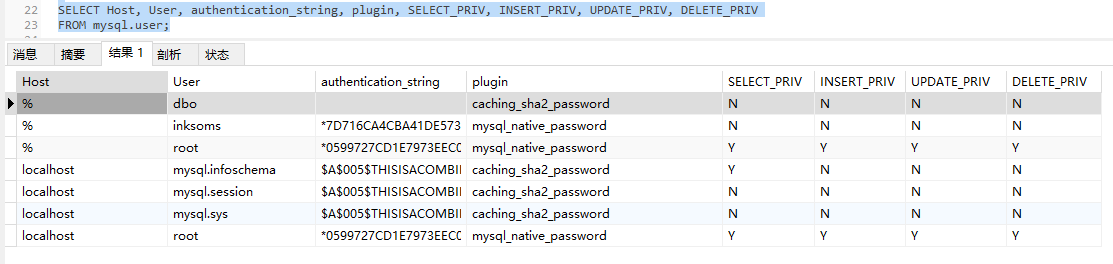 22 SELECT Host, User, authentication_string, plugin, SELECT_PRIV, INSERT_PRIV, UPDATE_PRIV, DELETE_PRIV
23 FROM mysql.user;
消息 摘要 结果 1 剖析 状态
Host User authentication_string plugin SELECT_PRIV INSERT_PRIV UPDATE_PRIV DELETE_PRIV
% dbo caching_sha2_password N N N N
% inksoms *7D716CA4CBA41DE573 mysql_native_password N N N N
% root *0599727CD1E7973EEC0 mysql_native_password Y Y Y Y
localhost mysql.infoschema $A$005$THISISACOMBII caching_sha2_password Y N N N
localhost mysql.session $A$005$THISISACOMBII caching_sha2_password N N N N
localhost mysql.sys $A$005$THISISACOMBII caching_sha2_password N N N N
localhost root *0599727CD1E7973EEC0 mysql_native_password Y Y Y Y